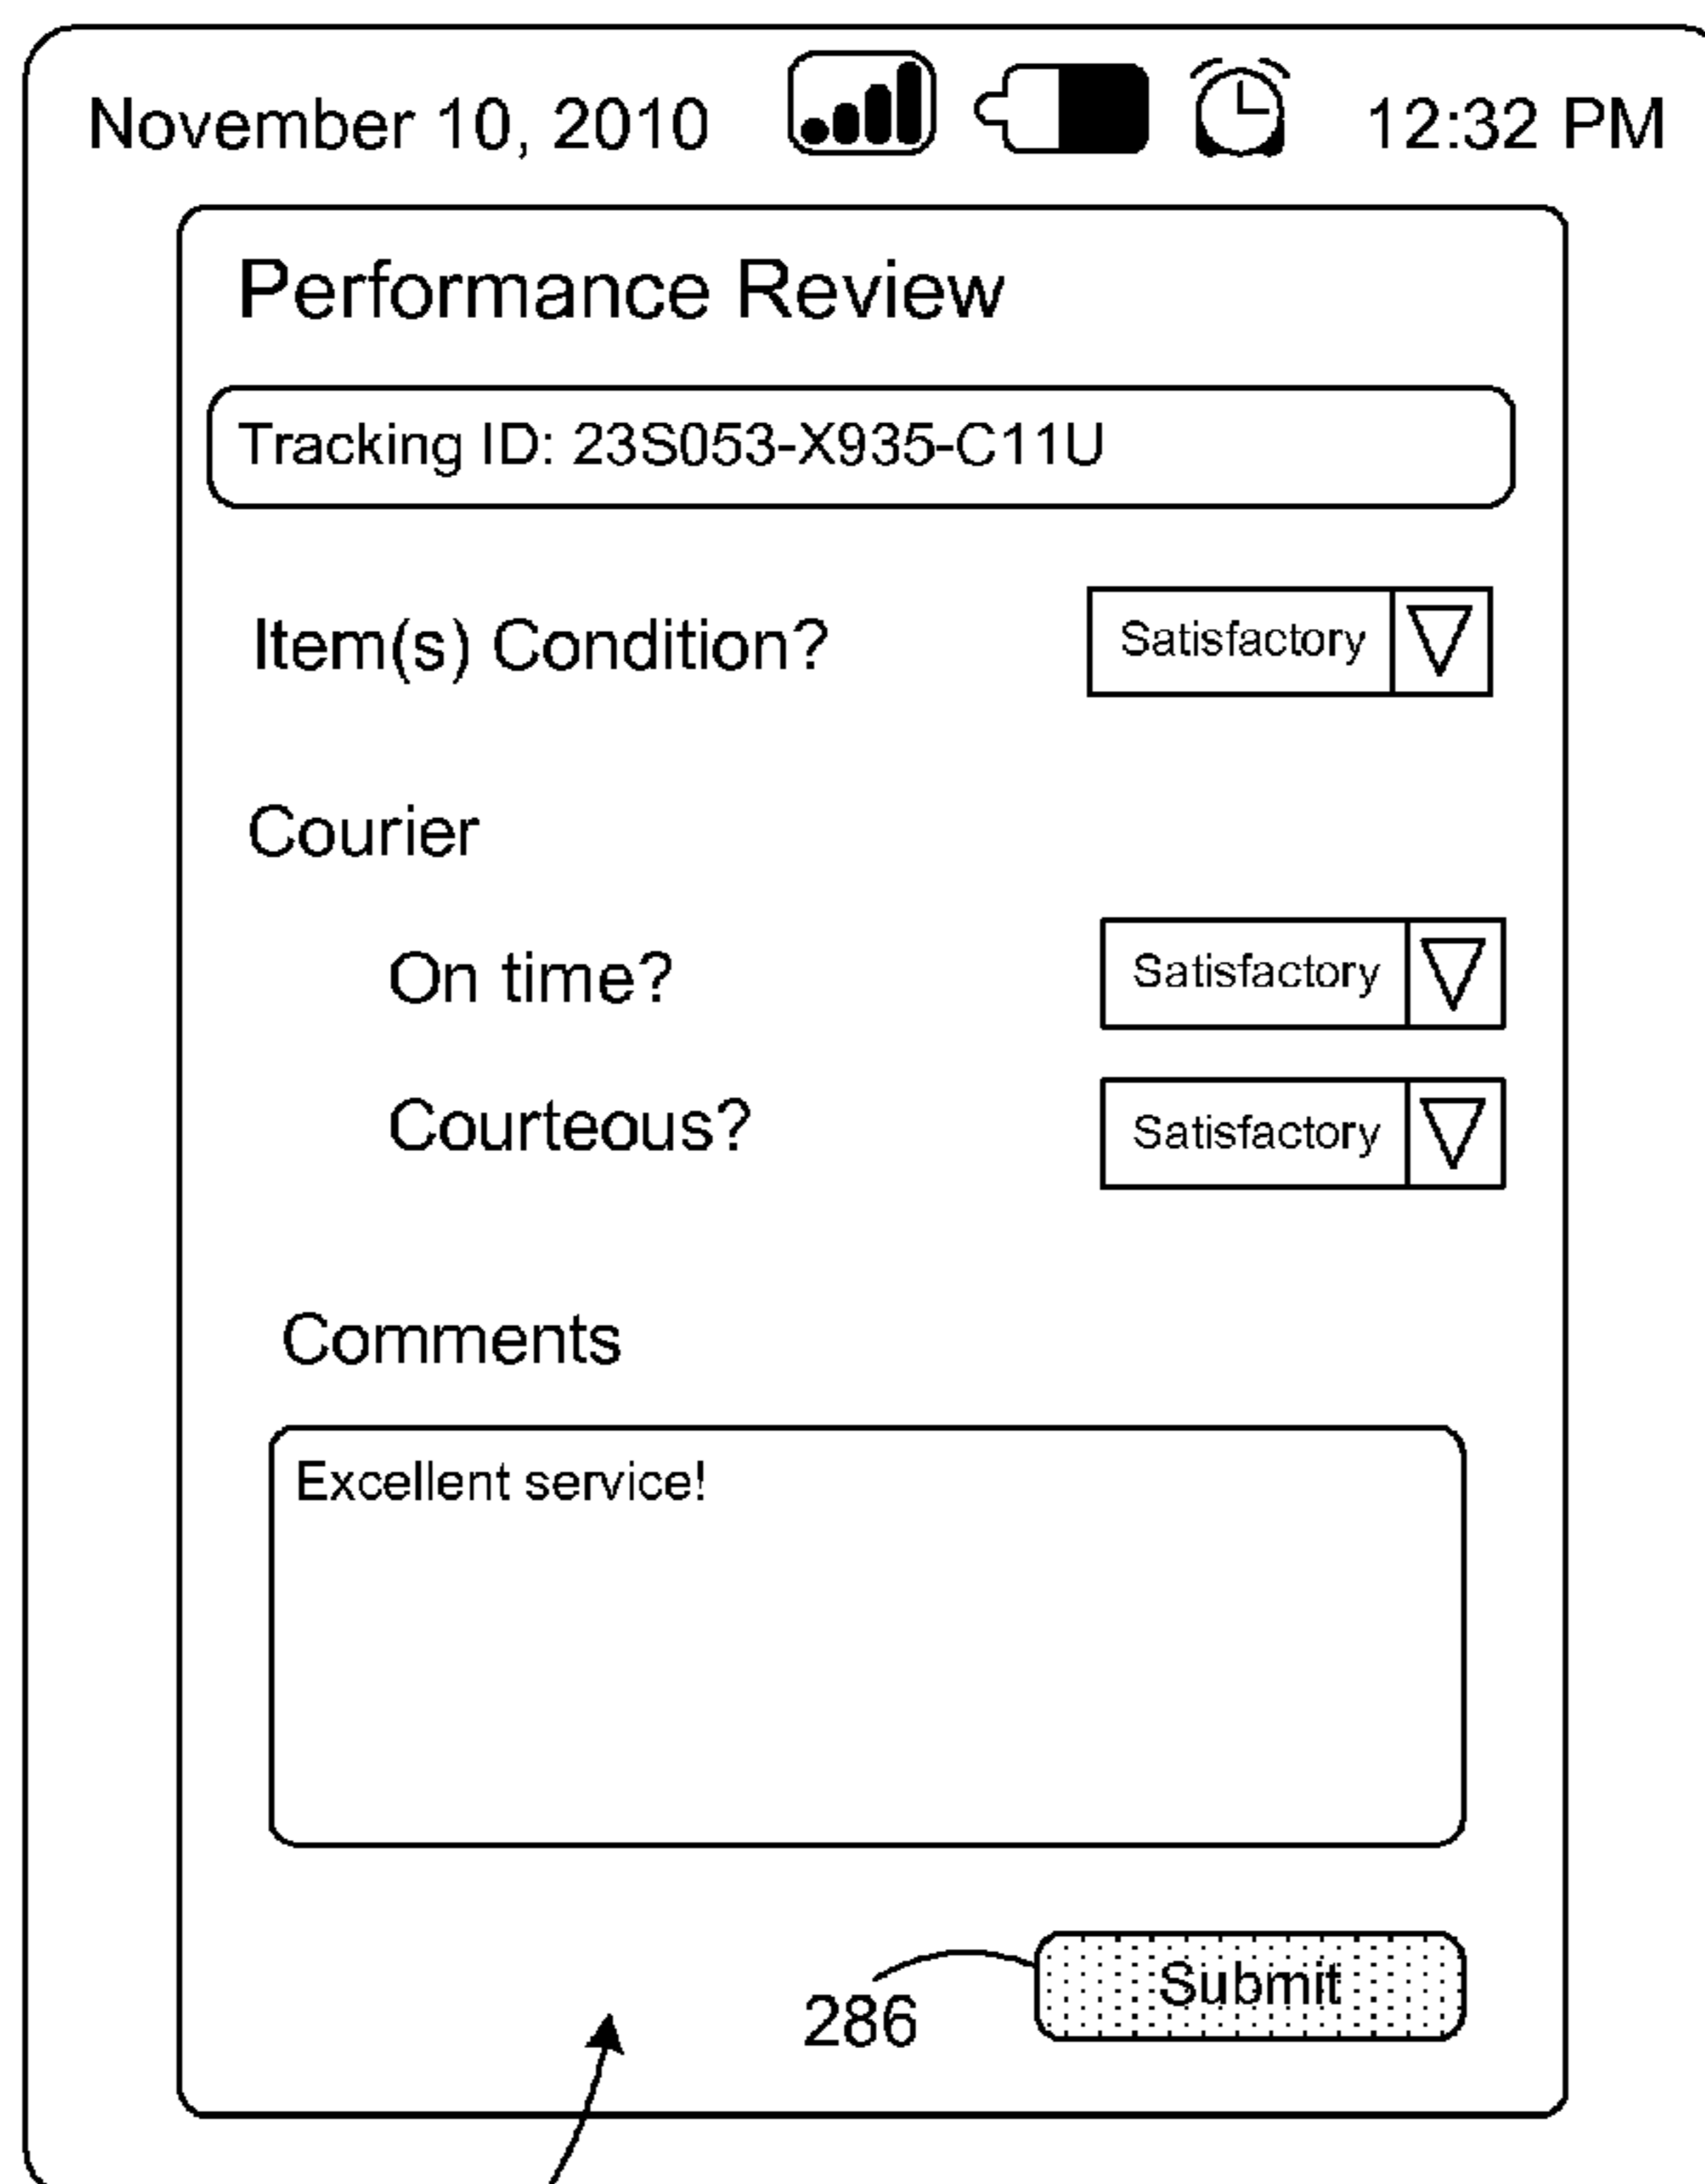 November 10, 2010 12:32 PM
Performance Review
Tracking ID: 23S053-X935-C11U
Item(s) Condition? Satisfactory
Courier
On time? Satisfactory
Courteous? Satisfactory
Comments
Excellent service!
286 Submit